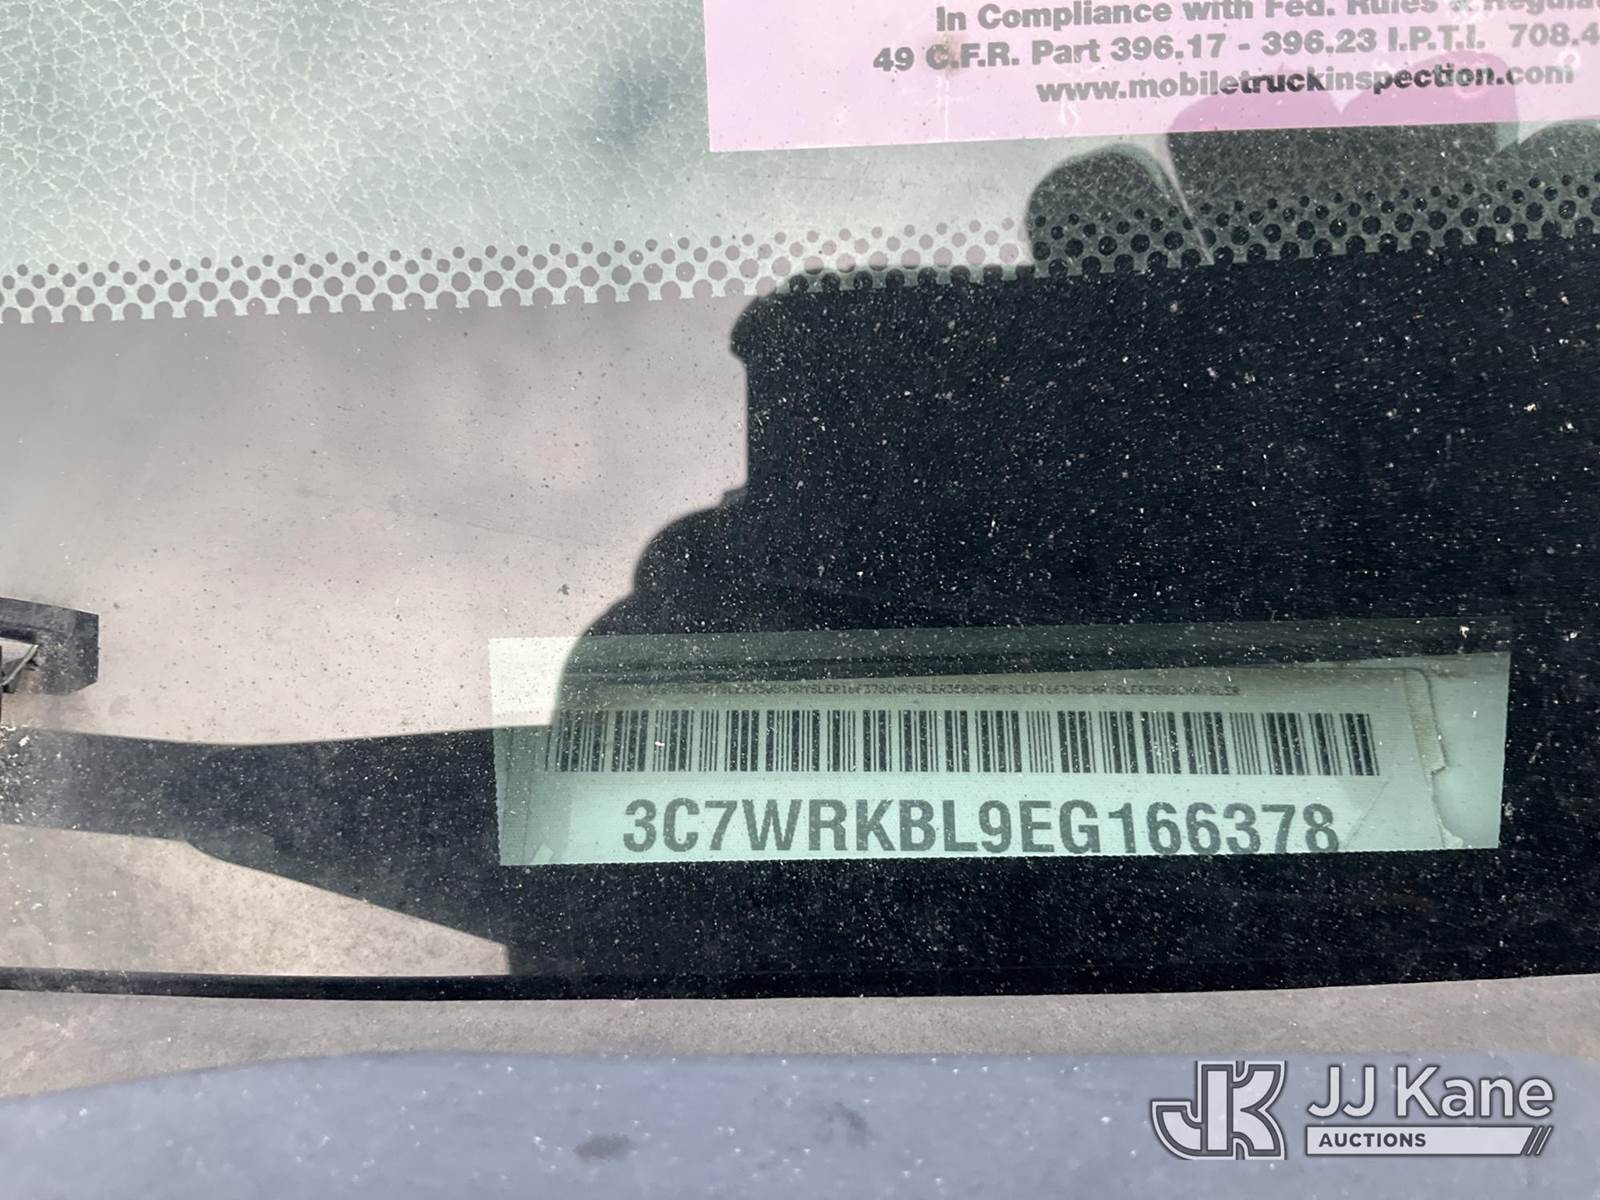 In Compliance with Fed. Rules &
49 C.F.R. Part 396.17 - 396.23 I.P.T.I. 708.4
www.mobiletruckinspection.com
3C7WRKBL9EG166378
JK
JJ Kane
AUCTIONS